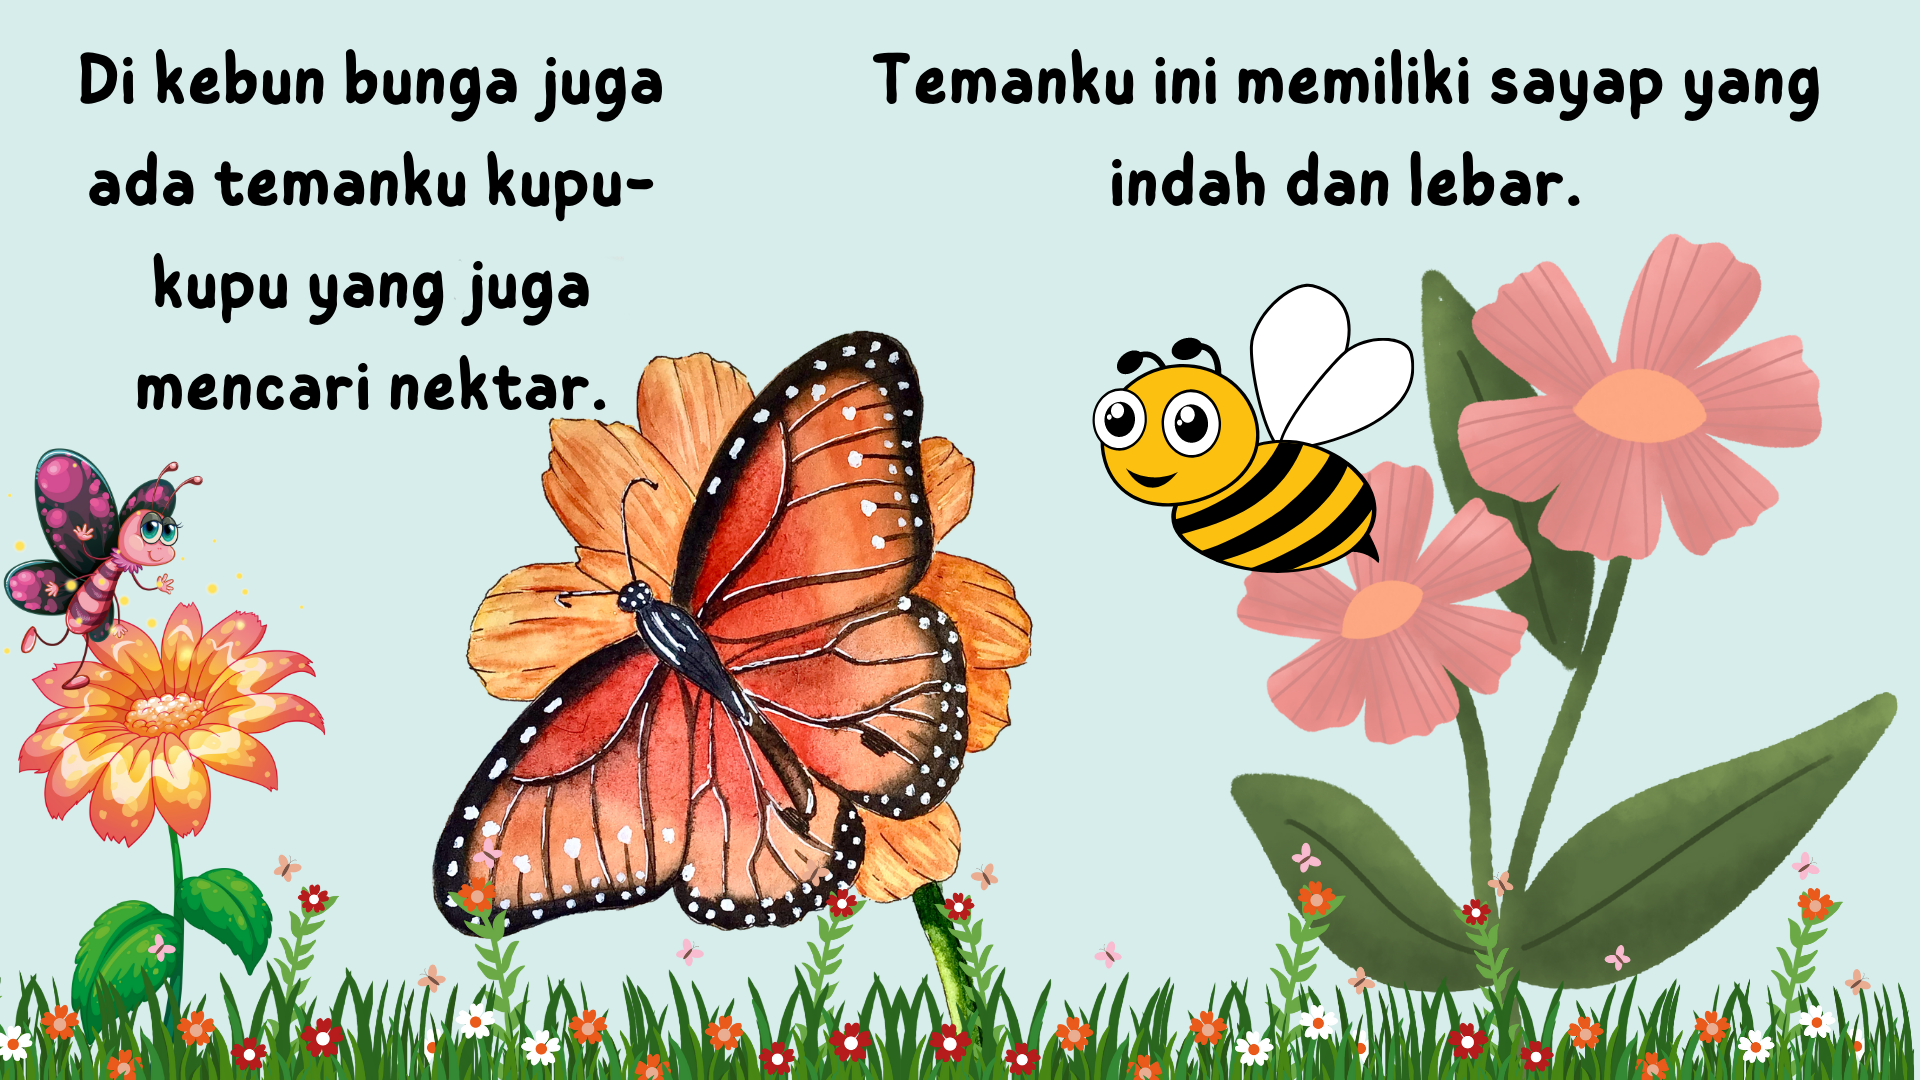 Di kebun bunga juga
ada temanku kupu-
kupu yang juga
mencari nektar.
Temanku ini memiliki sayap yang
indah dan lebar.